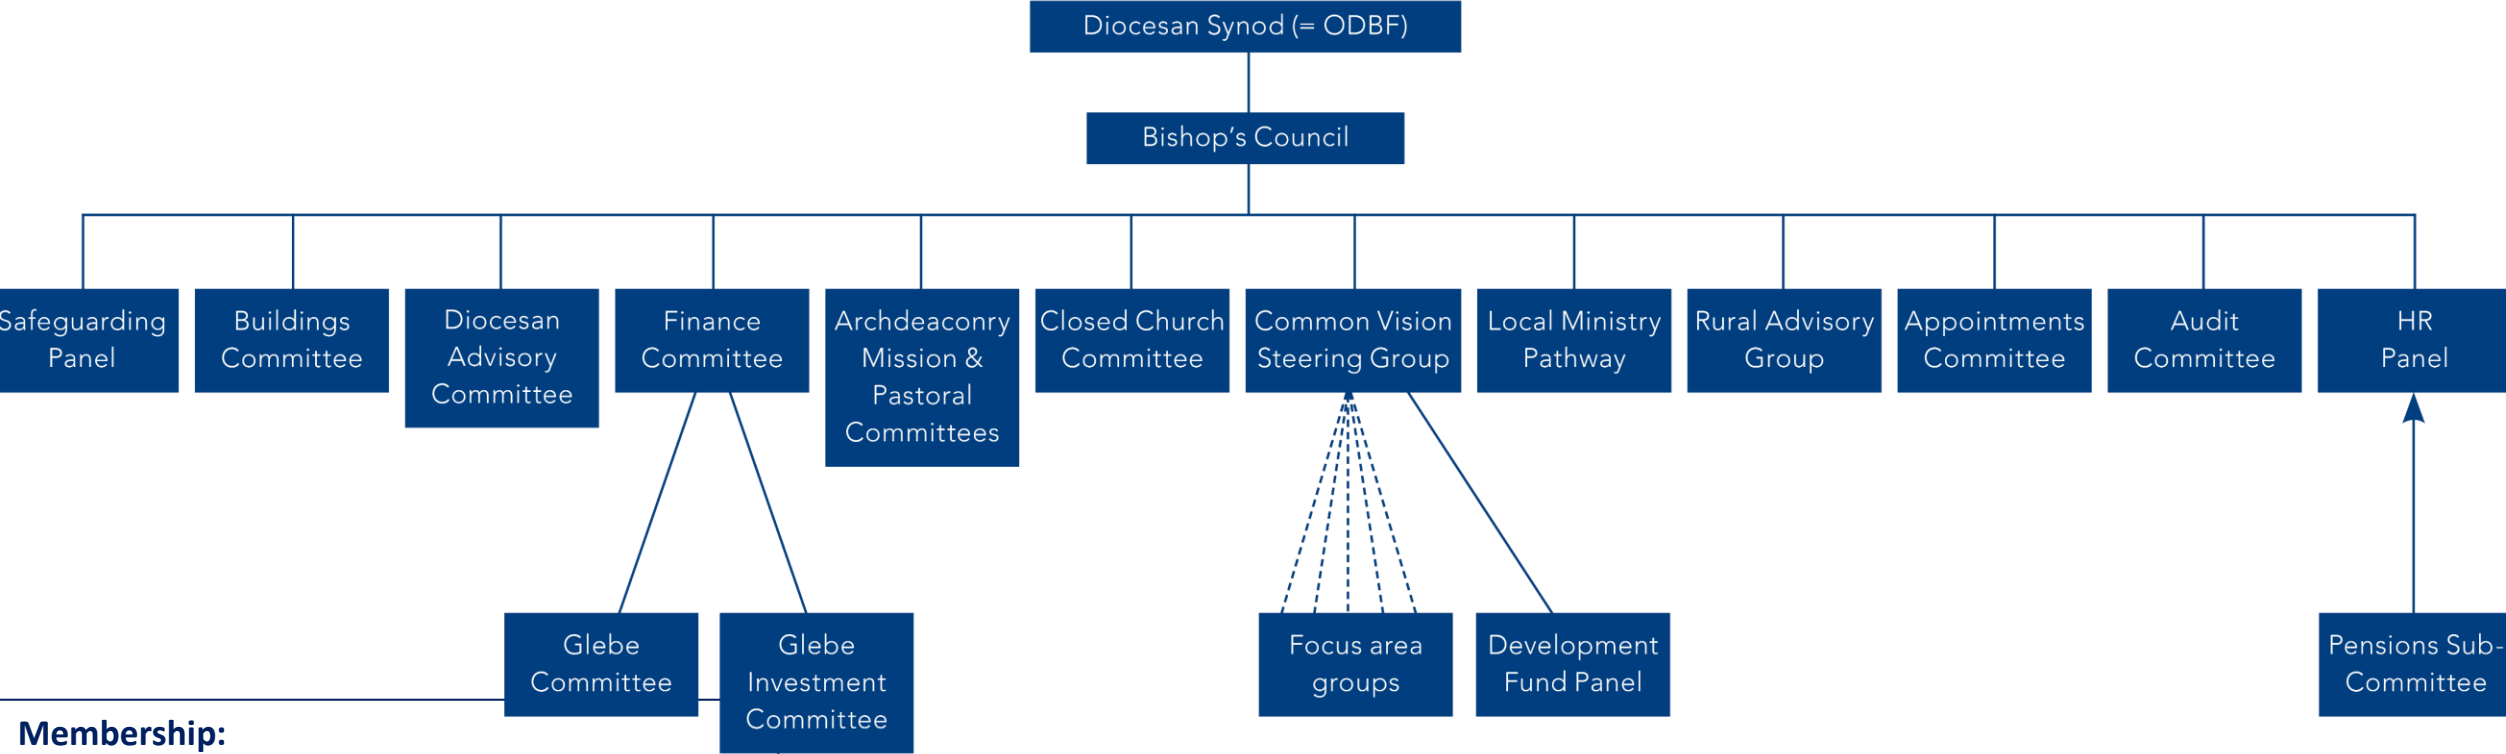 Diocesan Synod (= ODBF)
Bishop's Council
Safeguarding
Panel
Buildings
Committee
Diocesan
Advisory
Committee
Finance
Committee
Archdeaconry
Mission &
Pastoral
Committees
Closed Church
Committee
Common Vision
Steering Group
Local Ministry
Pathway
Rural Advisory
Group
Appointments
Committee
Audit
Committee
HR
Panel
Glebe
Committee
Glebe
Investment
Committee
Focus area
groups
Development
Fund Panel
Pensions Sub-
Committee
Membership: